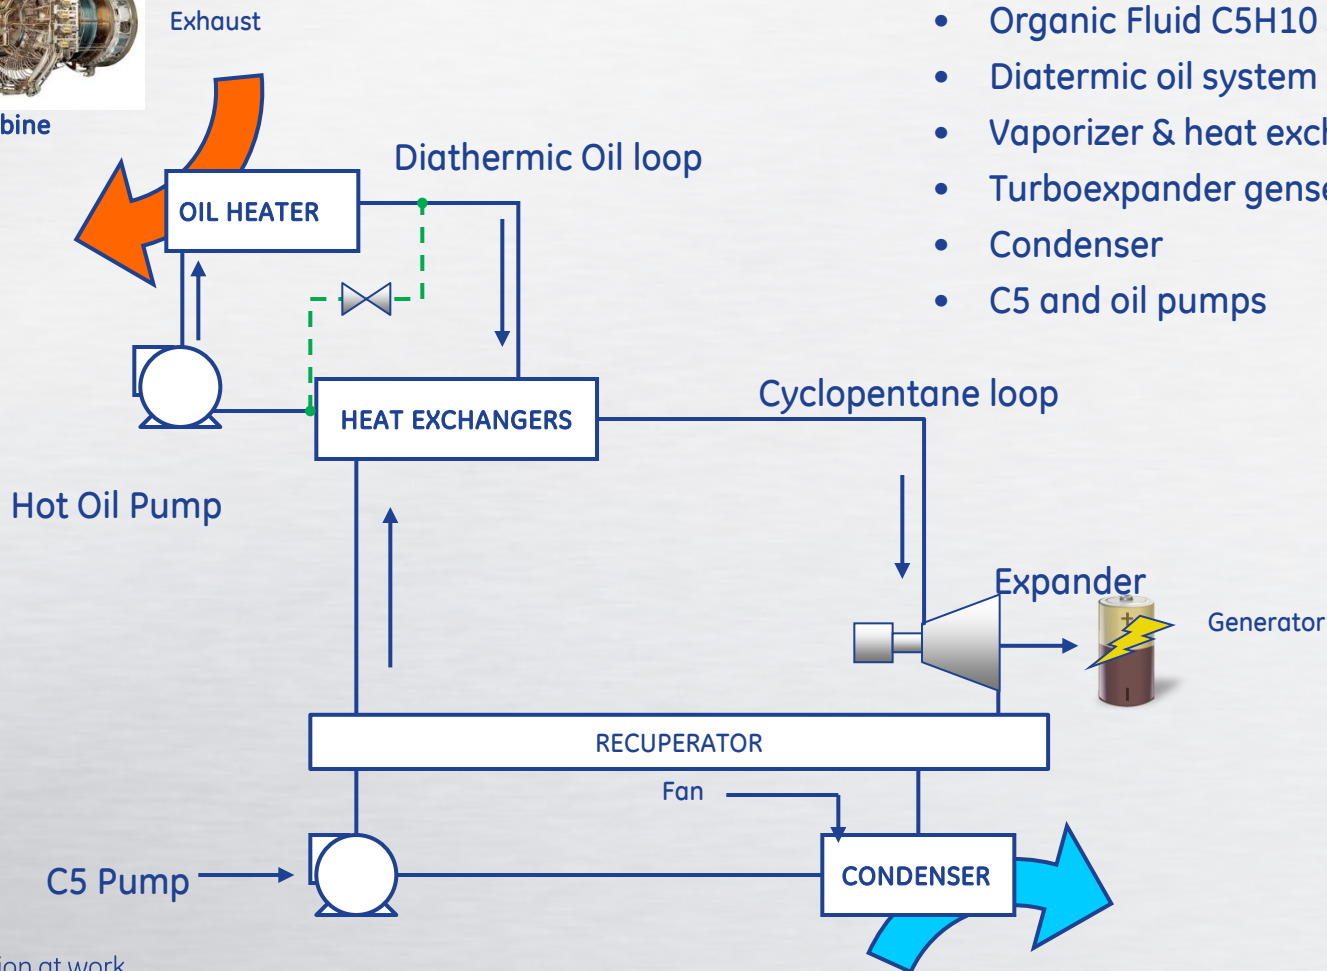 Exhaust
bine
Diathermic Oil loop
OIL HEATER
HEAT EXCHANGERS
Cyclopentane loop
Hot Oil Pump
Expander
Generator
RECUPERATOR
Fan
C5 Pump
CONDENSER
• Organic Fluid C5H10
• Diatermic oil system
• Vaporizer & heat exch
• Turboexpander gense
• Condenser
• C5 and oil pumps
ion at work